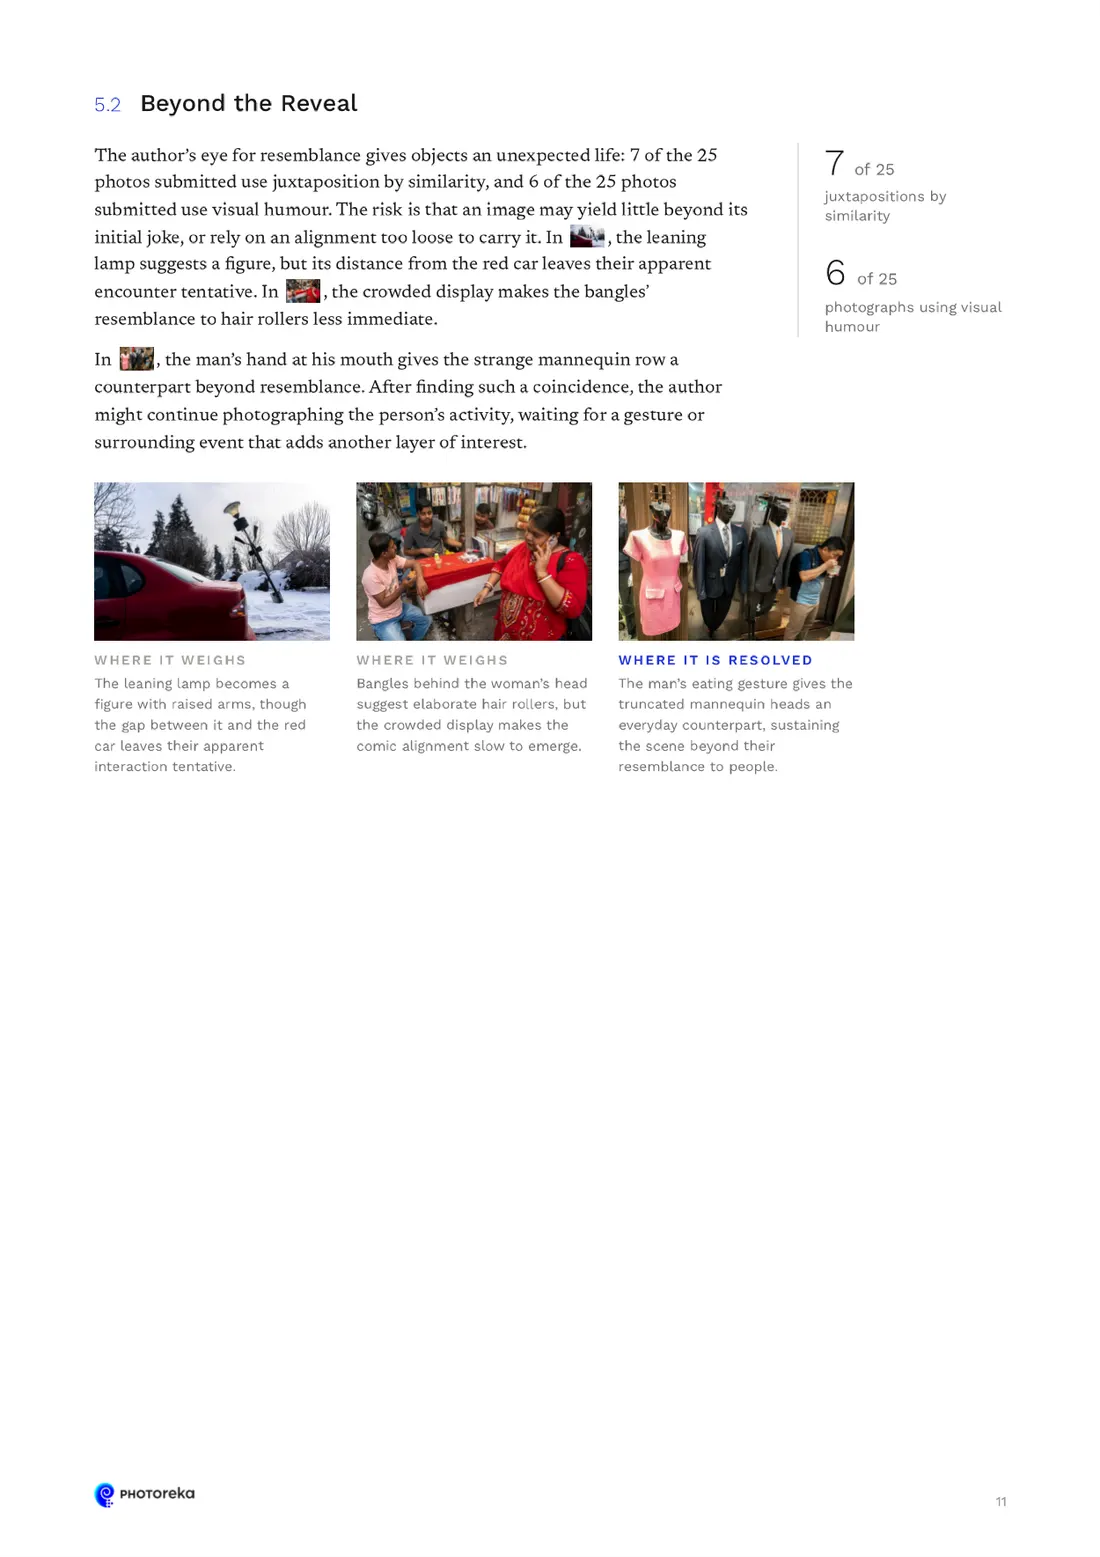 5.2 Beyond the Reveal
The author’s eye for resemblance gives objects an unexpected life: 7 of the 25
photos submitted use juxtaposition by similarity, and 6 of the 25 photos
submitted use visual humour. The risk is that an image may yield little beyond its
initial joke, or rely on an alignment too loose to carry it. In , the leaning
lamp suggests a figure, but its distance from the red car leaves their apparent
encounter tentative. In , the crowded display makes the bangles’
resemblance to hair rollers less immediate.
In , the man’s hand at his mouth gives the strange mannequin row a
counterpart beyond resemblance. After finding such a coincidence, the author
might continue photographing the person’s activity, waiting for a gesture or
surrounding event that adds another layer of interest.
7 of 25
juxtapositions by
similarity
6 of 25
photographs using visual
humour
WHERE IT WEIGHS
The leaning lamp becomes a
figure with raised arms, though
the gap between it and the red
car leaves their apparent
interaction tentative.
WHERE IT WEIGHS
Bangles behind the woman’s head
suggest elaborate hair rollers, but
the crowded display makes the
comic alignment slow to emerge.
WHERE IT IS RESOLVED
The man’s eating gesture gives the
truncated mannequin heads an
everyday counterpart, sustaining
the scene beyond their
resemblance to people.
PHOTOreka
11